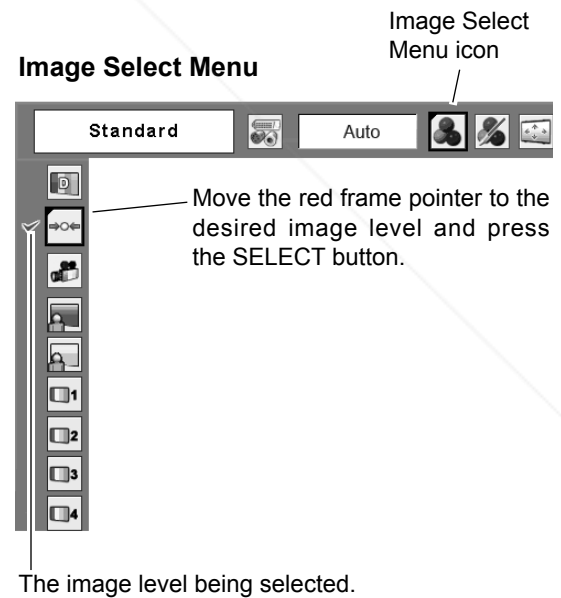 Image Select
Menu icon
Image Select Menu
Standard
Auto
D
Move the red frame pointer to the
desired image level and press
the SELECT button.
1
2
3
4
The image level being selected.